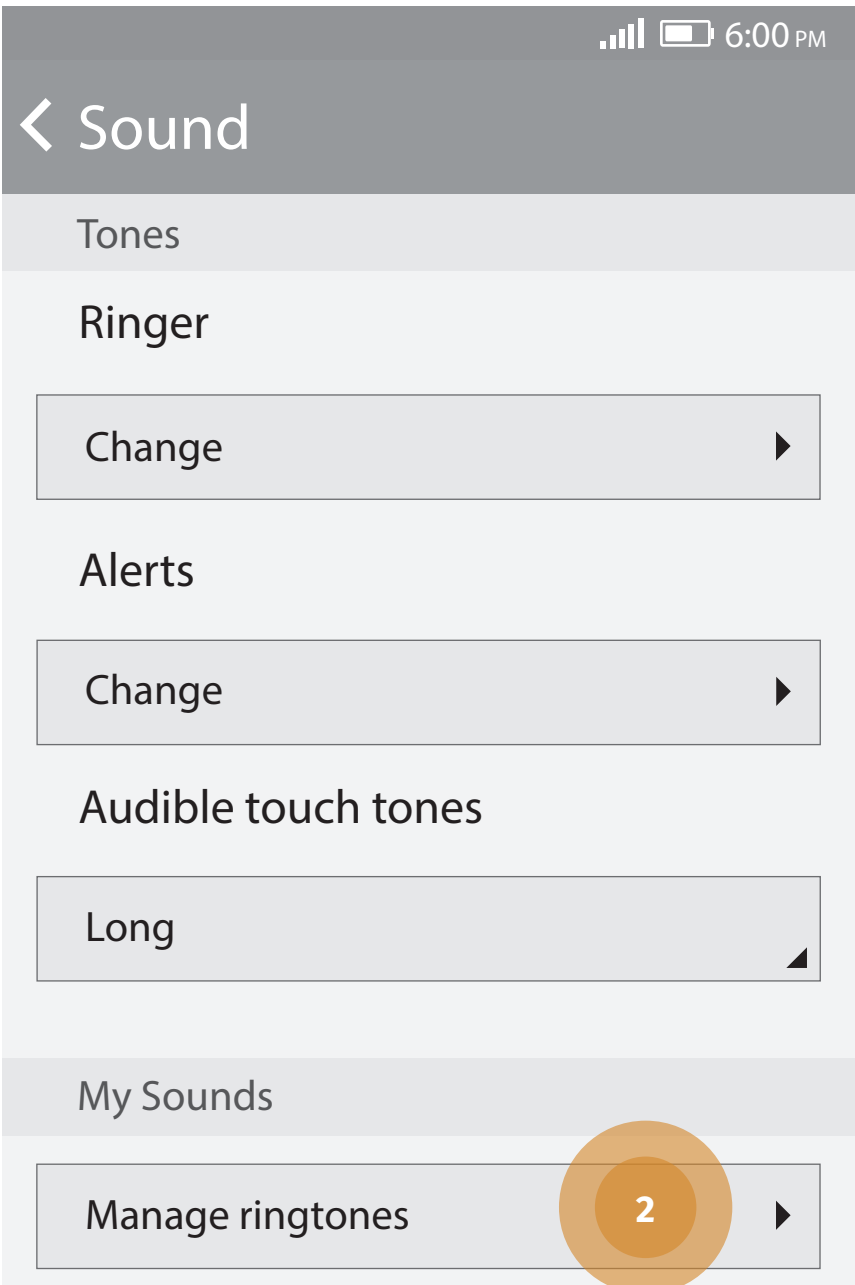 6:00 PM
Sound
Tones
Ringer
Change
Alerts
Change
Audible touch tones
Long
My Sounds
Manage ringtones
2